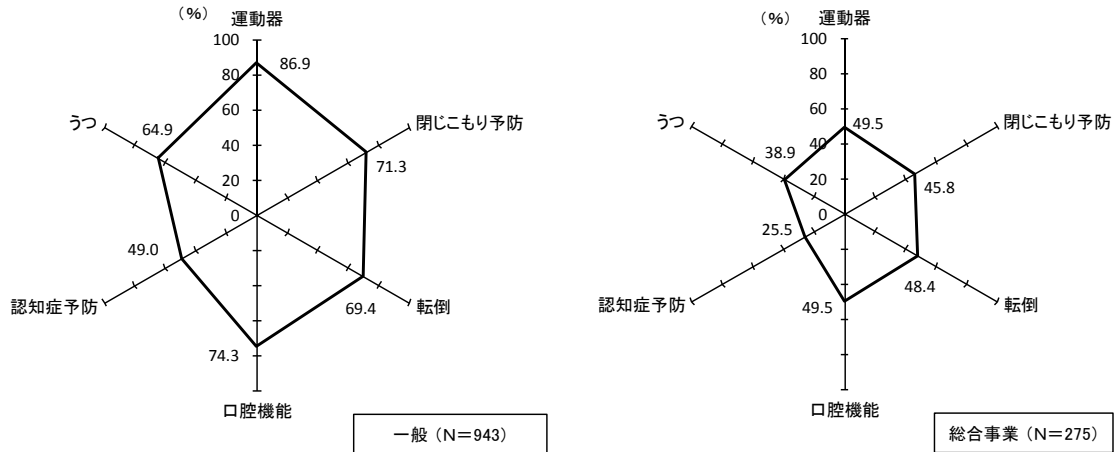 (%)
運動器
100
80
60
40
20
0
86.9
閉じこもり予防
71.3
転倒
69.4
口腔機能
74.3
認知症予防
49.0
うつ
64.9
一般(N=943)
(%)
運動器
100
80
60
40
20
0
49.5
閉じこもり予防
45.8
転倒
48.4
口腔機能
49.5
認知症予防
25.5
うつ
38.9
総合事業(N=275)